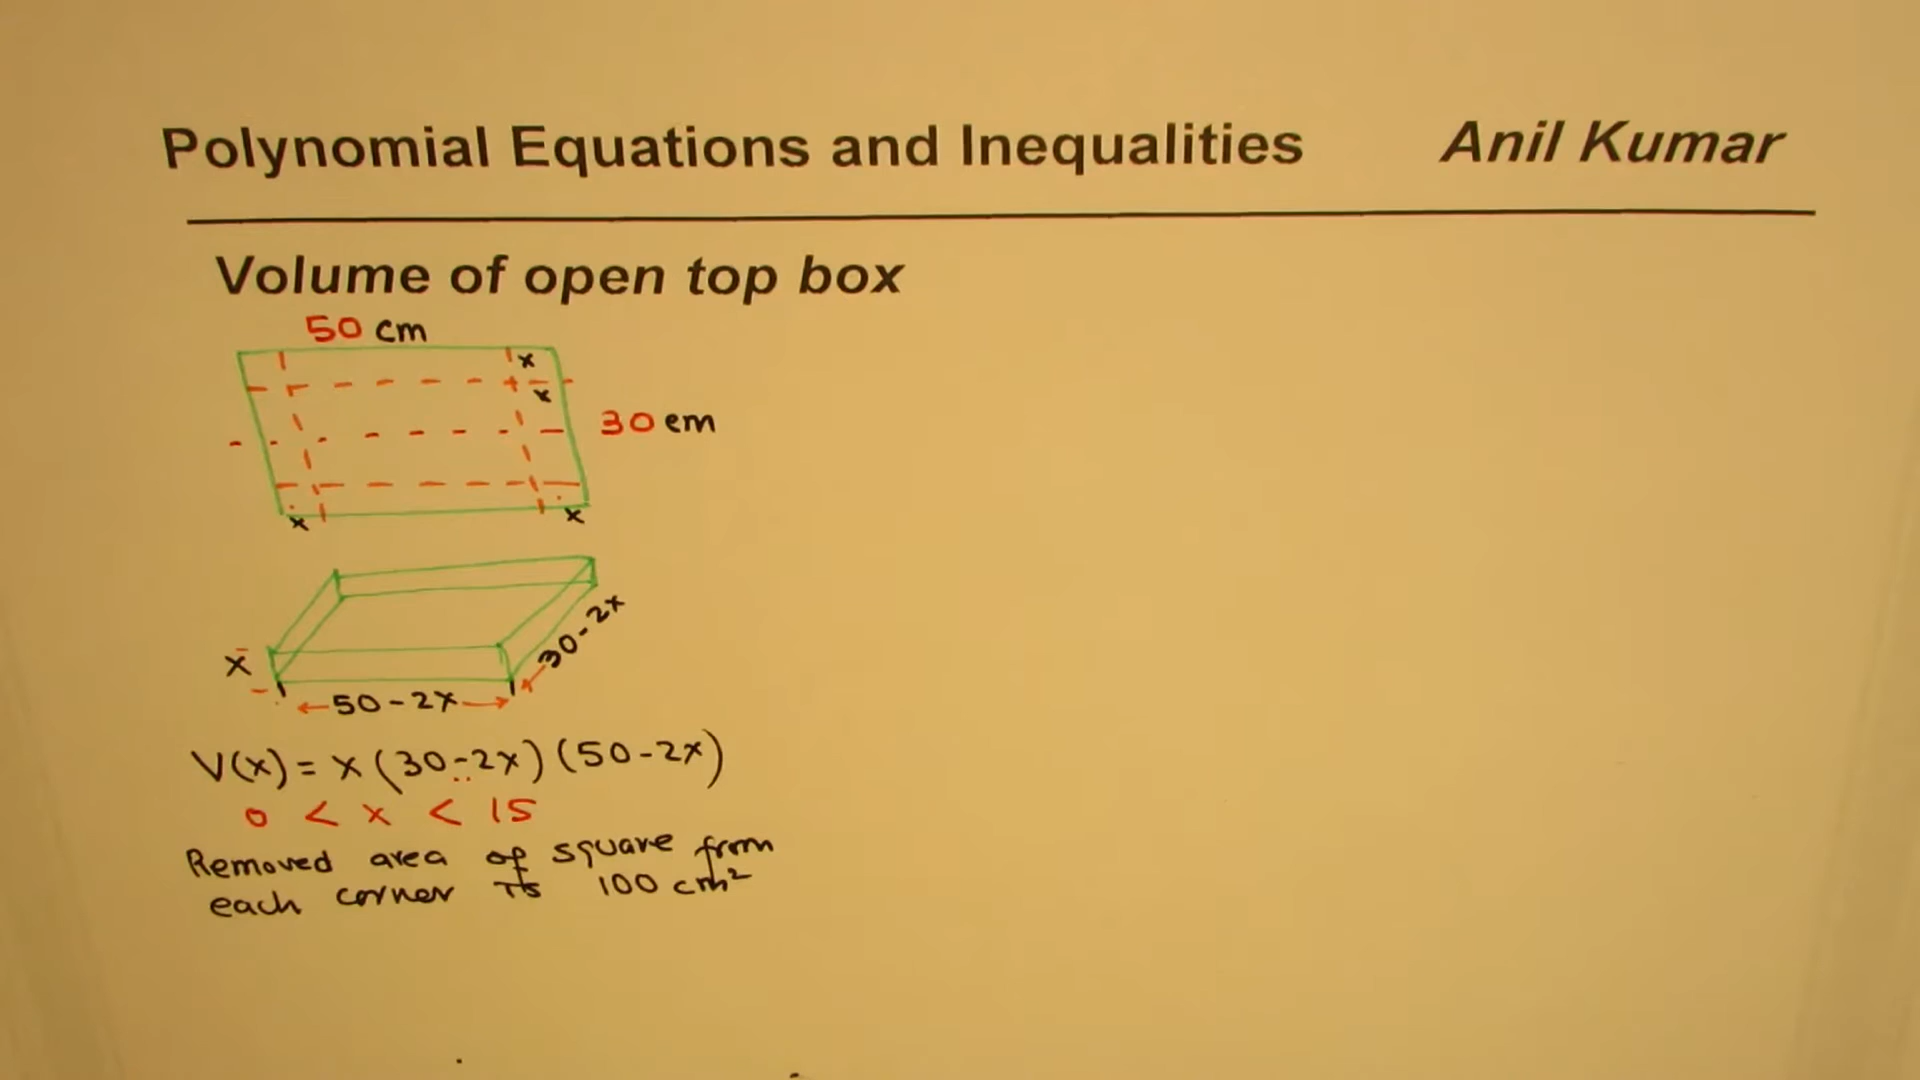 Polynomial Equations and Inequalities Anil Kumar
Volume of open top box
50 cm
x
x
30 cm
x x
x
30-2x
50-2x
V(x) = x(30-2x)(50-2x)
0 < x < 15
Removed area of square from
each corner is 100 cm²